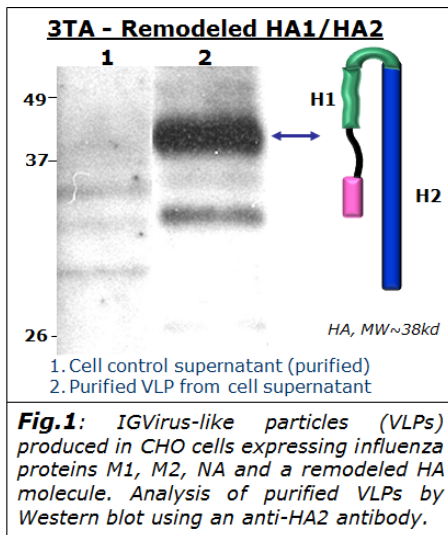 3TA - Remodeled HA1/HA2
1 2
49
H1
37
H2
HA, MW~38kd
26
1. Cell control supernatant (purified)
2. Purified VLP from cell supernatant
Fig.1: IGVirus-like particles (VLPs)
produced in CHO cells expressing influenza
proteins M1, M2, NA and a remodeled HA
molecule. Analysis of purified VLPs by
Western blot using an anti-HA2 antibody.